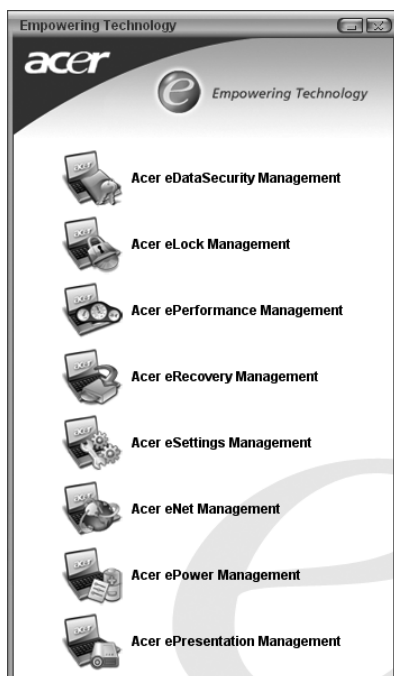 Empowering Technology
acer
e Empowering Technology
Acer eDataSecurity Management
Acer eLock Management
Acer ePerformance Management
Acer eRecovery Management
Acer eSettings Management
Acer eNet Management
Acer ePower Management
Acer ePresentation Management